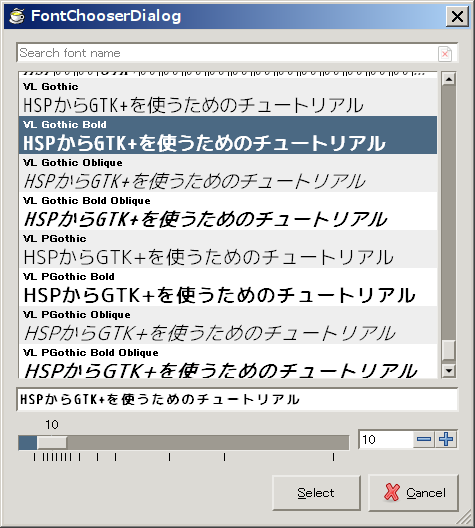 FontChooserDialog
Search font name
VL Gothic
HSPからGTK+を使うためのチュートリアル
VL Gothic Bold
HSPからGTK+を使うためのチュートリアル
VL Gothic Oblique
HSPからGTK+を使うためのチュートリアル
VL Gothic Bold Oblique
HSPからGTK+を使うためのチュートリアル
VL PGothic
HSPからGTK+を使うためのチュートリアル
VL PGothic Bold
HSPからGTK+を使うためのチュートリアル
VL PGothic Oblique
HSPからGTK+を使うためのチュートリアル
VL PGothic Bold Oblique
HSPからGTK+を使うためのチュートリアル
HSPからGTK+を使うためのチュートリアル
10
10
Select
Cancel